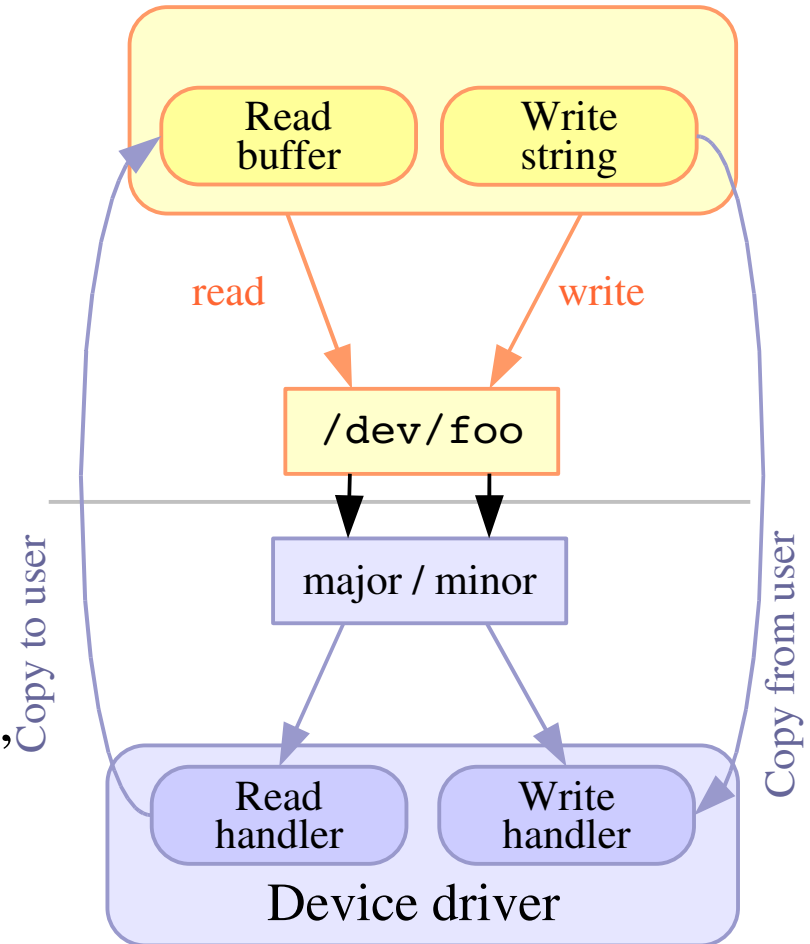 Read
buffer
Write
string
read
write
/dev/foo
major / minor
Copy to user
Copy from user
,
Read
handler
Write
handler
Device driver